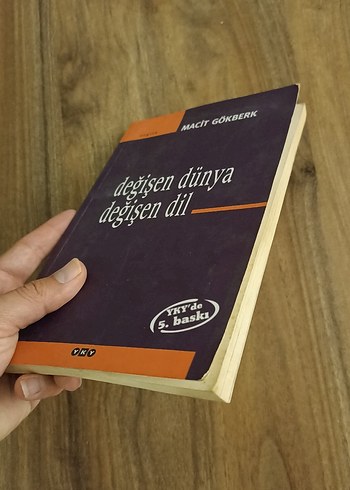 MACİT GÖKBERK
değişen dünya
değişen dil
YKY'de
5. baskı
YKY